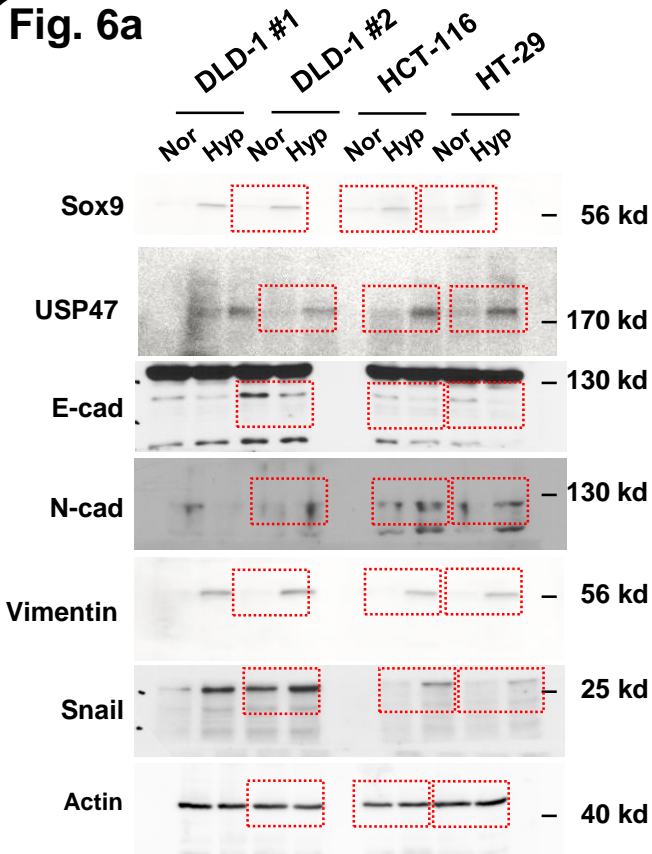 Fig. 6a
DLD-1 #1 DLD-1 #2 HCT-116 HT-29
Nor Hyp Nor Hyp Nor Hyp Nor Hyp
Sox9 – 56 kd
USP47 – 170 kd
E-cad – 130 kd
N-cad – 130 kd
Vimentin – 56 kd
Snail – 25 kd
Actin – 40 kd